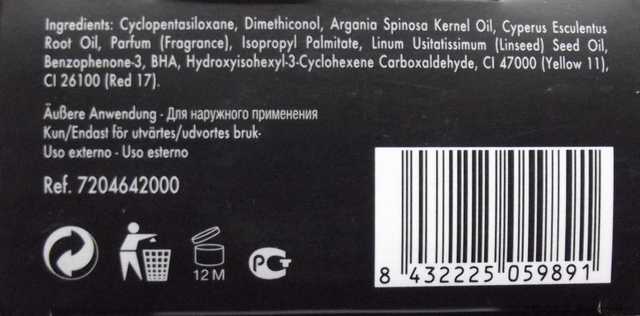 Ingredients: Cyclopentasiloxane, Dimethiconol, Argania Spinosa Kernel Oil, Cyperus Esculentus
Root Oil, Parfum (Fragrance), Isopropyl Palmitate, Linum Usitatissimum (Linseed) Seed Oil,
Benzophenone-3, BHA, Hydroxyisohexyl-3-Cyclohexene Carboxaldehyde, CI 47000 (Yellow 11),
CI 26100 (Red 17).
Äußere Anwendung - Для наружного применения
Kun/Endast för utvärtes/udvortes bruk-
Uso externo - Uso esterno
Ref. 7204642000
12 M
РСТ
8 432225 059891